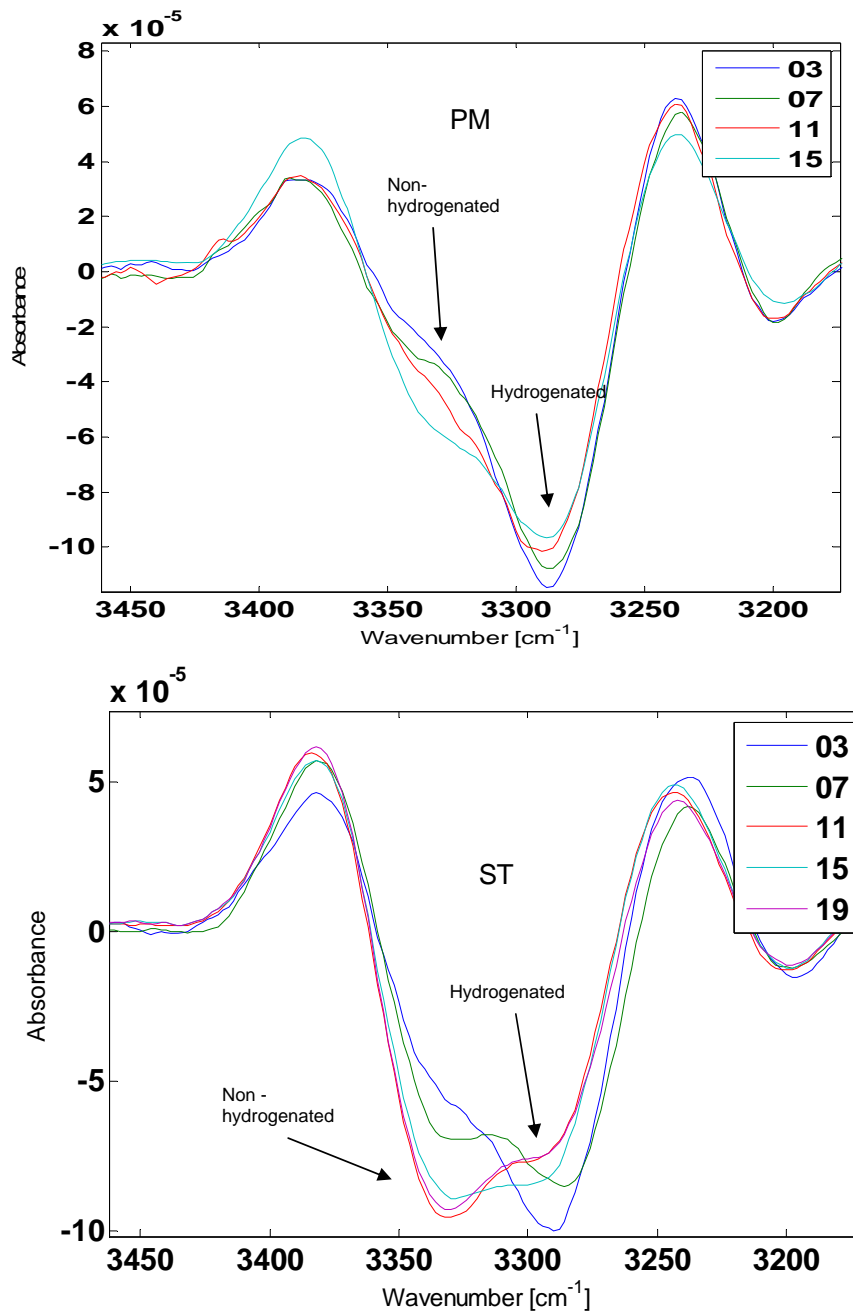 x 10-5
8
6
4
2
0
-2
-4
-6
-8
-10
Absorbance
PM
Non-
hydrogenated
Hydrogenated
03
07
11
15
3450 3400 3350 3300 3250 3200
Wavenumber [cm-1]
x 10-5
5
0
-5
-10
Absorbance
ST
Hydrogenated
Non -
hydrogenated
03
07
11
15
19
3450 3400 3350 3300 3250 3200
Wavenumber [cm-1]